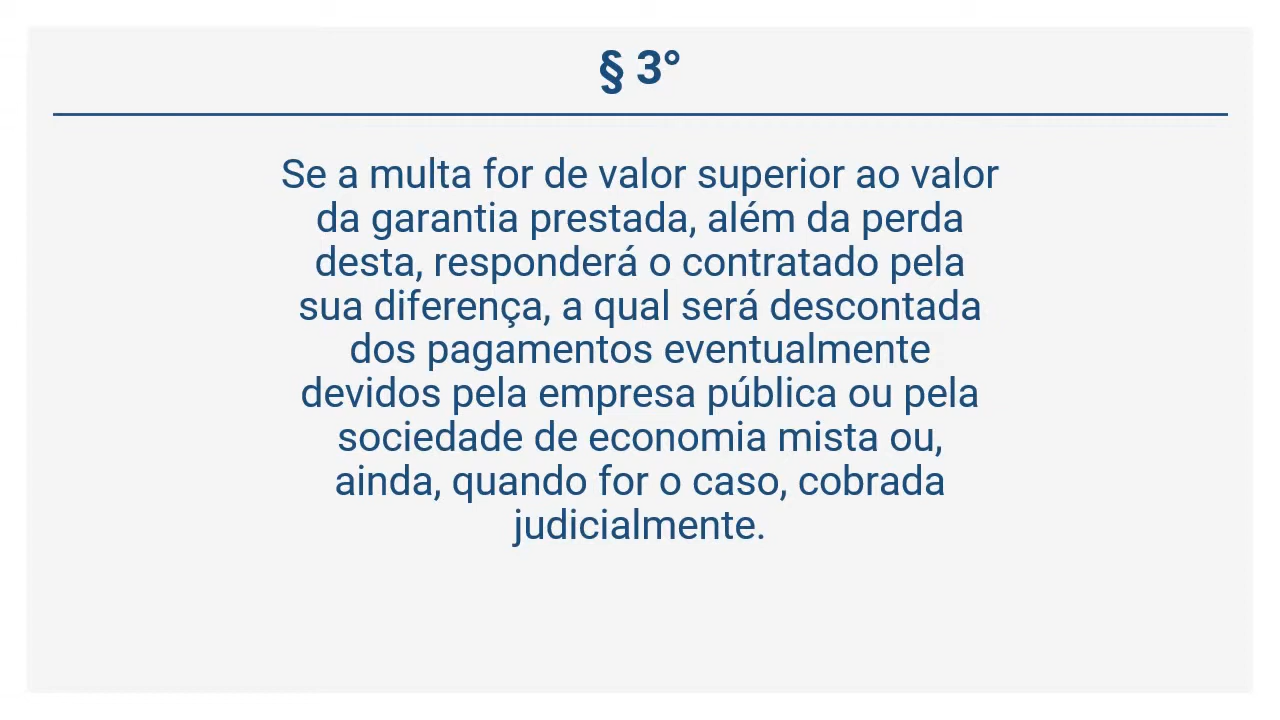 § 3°
Se a multa for de valor superior ao valor
da garantia prestada, além da perda
desta, responderá o contratado pela
sua diferença, a qual será descontada
dos pagamentos eventualmente
devidos pela empresa pública ou pela
sociedade de economia mista ou,
ainda, quando for o caso, cobrada
judicialmente.